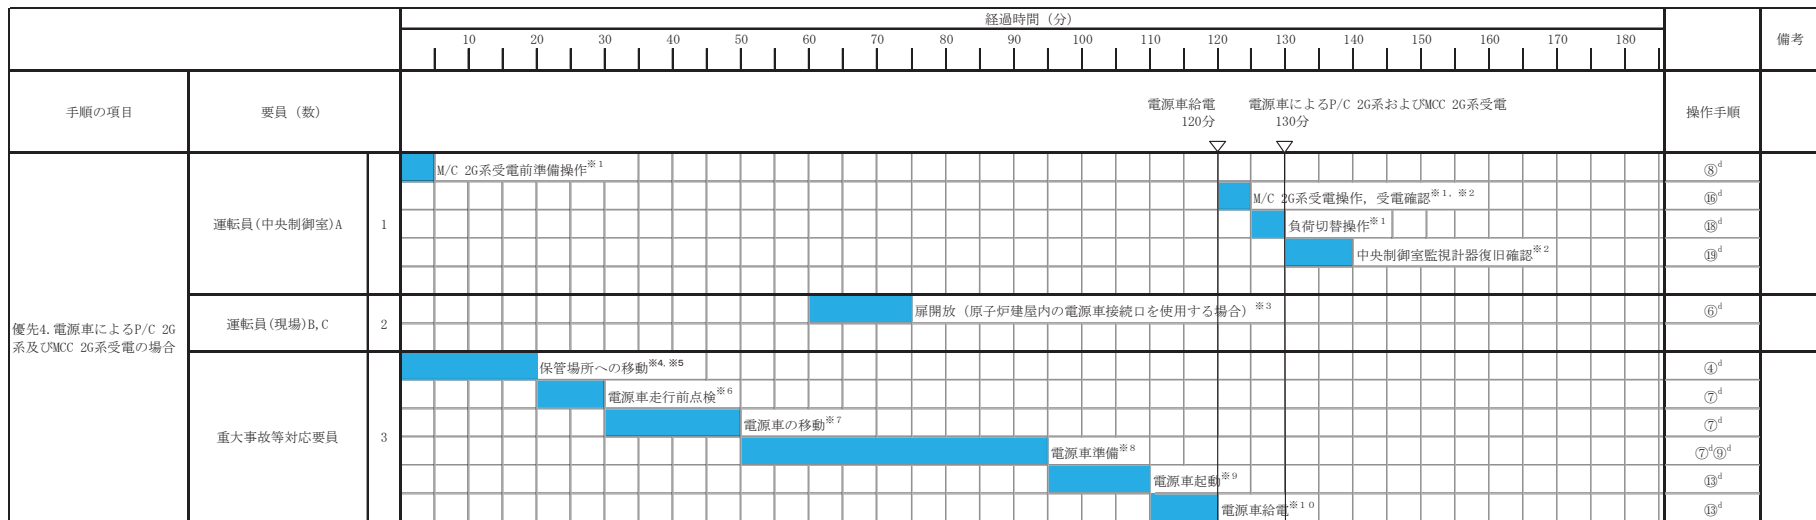 経過時間（分）
備考
10 20 30 40 50 60 70 80 90 100 110 120 130 140 150 160 170 180
手順の項目
要員（数）
電源車給電
120分
電源車によるP/C 2G系およびMCC 2G系受電
130分
操作手順
優先4.電源車によるP/C 2G
系及びMCC 2G系受電の場合
運転員(中央制御室)A
1
M/C 2G系受電前準備操作※1
⑧d
M/C 2G系受電操作，受電確認※1，※2
⑯d
負荷切替操作※1
⑱d
中央制御室監視計器復旧確認※2
⑲d
運転員(現場)B,C
2
扉開放（原子炉建屋内の電源車接続口を使用する場合）※3
⑥d
重大事故等対応要員
3
保管場所への移動※4，※5
④d
電源車走行前点検※6
⑦d
電源車の移動※7
⑦d
電源車準備※8
⑦d⑨d
電源車起動※9
⑬d
電源車給電※10
⑬d